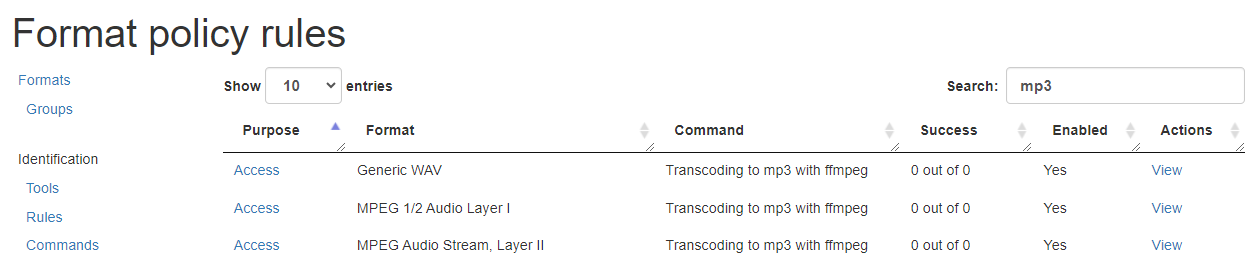 Format policy rules
Formats
Groups
Identification
Tools
Rules
Commands
Show 10 entries
Search: mp3
Purpose Format Command Success Enabled Actions
Access Generic WAV Transcoding to mp3 with ffmpeg 0 out of 0 Yes View
Access MPEG 1/2 Audio Layer I Transcoding to mp3 with ffmpeg 0 out of 0 Yes View
Access MPEG Audio Stream, Layer II Transcoding to mp3 with ffmpeg 0 out of 0 Yes View